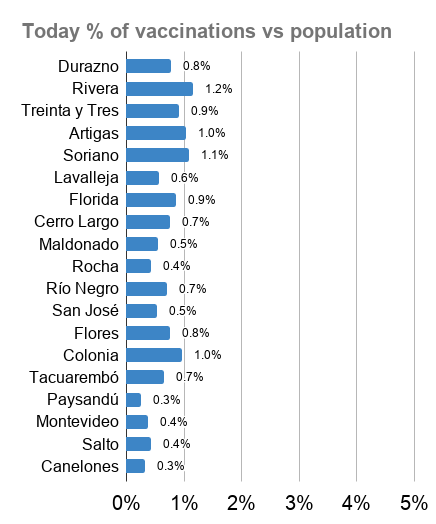 Today % of vaccinations vs population
Durazno 0.8%
Rivera 1.2%
Treinta y Tres 0.9%
Artigas 1.0%
Soriano 1.1%
Lavalleja 0.6%
Florida 0.9%
Cerro Largo 0.7%
Maldonado 0.5%
Rocha 0.4%
Río Negro 0.7%
San José 0.5%
Flores 0.8%
Colonia 1.0%
Tacuarembó 0.7%
Paysandú 0.3%
Montevideo 0.4%
Salto 0.4%
Canelones 0.3%
0% 1% 2% 3% 4% 5%